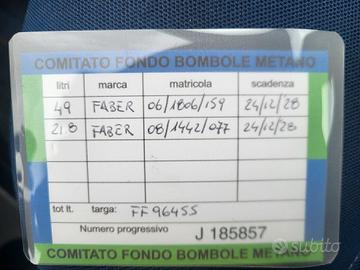 COMITATO FONDO BOMBOLE METANO
litri marca matricola scadenza
49 FABER 06/1806/159 24/12/28
21.8 FABER 08/1442/077 24/12/28
tot lt. targa: FF96455
Numero progressivo J 185857
COMITATO FONDO BOMBOLE METANO
subito